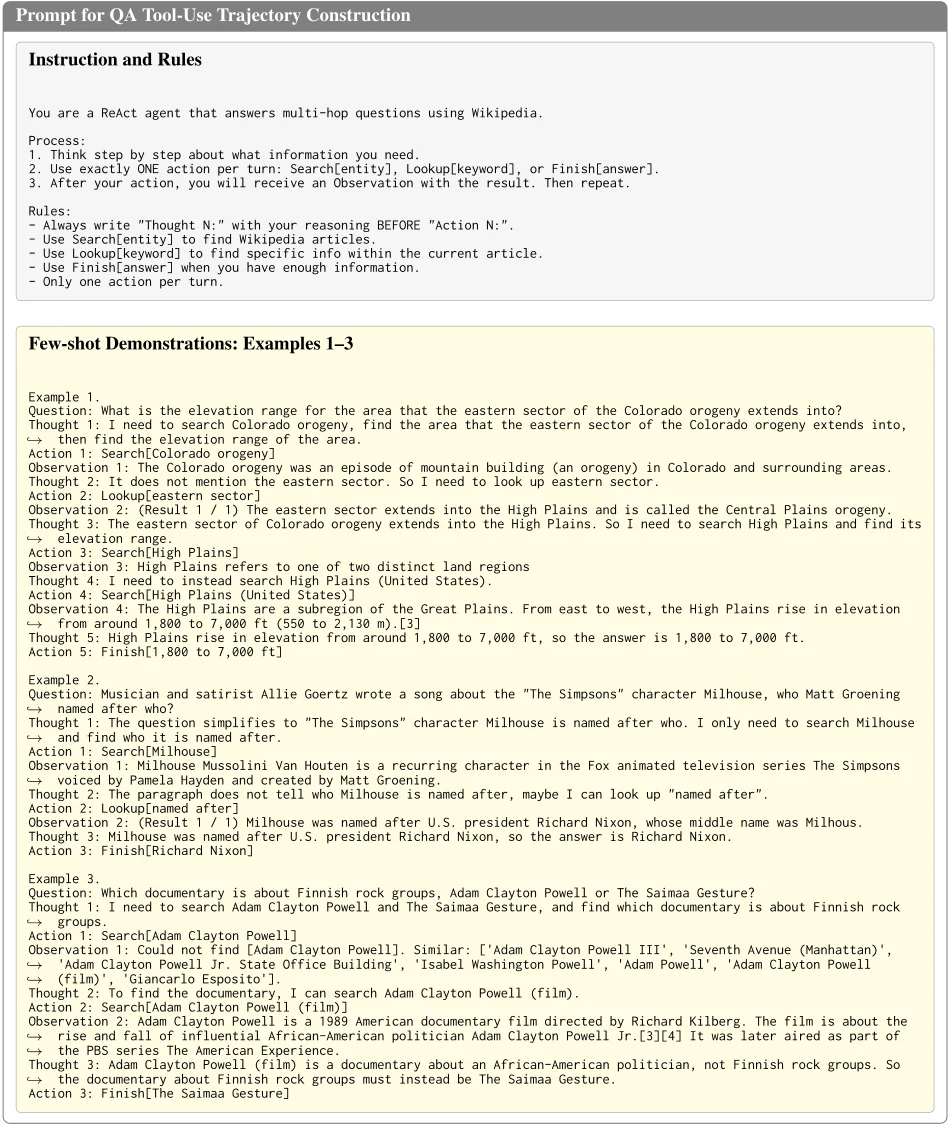 Prompt for QA Tool-Use Trajectory Construction
Instruction and Rules
You are a ReAct agent that answers multi-hop questions using Wikipedia.
Process:
1. Think step by step about what information you need.
2. Use exactly ONE action per turn: Search[entity], Lookup[keyword], or Finish[answer].
3. After your action, you will receive an Observation with the result. Then repeat.
Rules:
- Always write "Thought N:" with your reasoning BEFORE "Action N:".
- Use Search[entity] to find Wikipedia articles.
- Use Lookup[keyword] to find specific info within the current article.
- Use Finish[answer] when you have enough information.
- Only one action per turn.
Few-shot Demonstrations: Examples 1–3
Example 1.
Question: What is the elevation range for the area that the eastern sector of the Colorado orogeny extends into?
Thought 1: I need to search Colorado orogeny, find the area that the eastern sector of the Colorado orogeny extends into,
↪ then find the elevation range of the area.
Action 1: Search[Colorado orogeny]
Observation 1: The Colorado orogeny was an episode of mountain building (an orogeny) in Colorado and surrounding areas.
Thought 2: It does not mention the eastern sector. So I need to look up eastern sector.
Action 2: Lookup[eastern sector]
Observation 2: (Result 1 / 1) The eastern sector extends into the High Plains and is called the Central Plains orogeny.
Thought 3: The eastern sector of Colorado orogeny extends into the High Plains. So I need to search High Plains and find its
↪ elevation range.
Action 3: Search[High Plains]
Observation 3: High Plains refers to one of two distinct land regions
Thought 4: I need to instead search High Plains (United States).
Action 4: Search[High Plains (United States)]
Observation 4: The High Plains are a subregion of the Great Plains. From east to west, the High Plains rise in elevation
↪ from around 1,800 to 7,000 ft (550 to 2,130 m).[3]
Thought 5: High Plains rise in elevation from around 1,800 to 7,000 ft, so the answer is 1,800 to 7,000 ft.
Action 5: Finish[1,800 to 7,000 ft]
Example 2.
Question: Musician and satirist Allie Goertz wrote a song about the "The Simpsons" character Milhouse, who Matt Groening
↪ named after who?
Thought 1: The question simplifies to "The Simpsons" character Milhouse is named after who. I only need to search Milhouse
↪ and find who it is named after.
Action 1: Search[Milhouse]
Observation 1: Milhouse Mussolini Van Houten is a recurring character in the Fox animated television series The Simpsons
↪ voiced by Pamela Hayden and created by Matt Groening.
Thought 2: The paragraph does not tell who Milhouse is named after, maybe I can look up "named after".
Action 2: Lookup[named after]
Observation 2: (Result 1 / 1) Milhouse was named after U.S. president Richard Nixon, whose middle name was Milhous.
Thought 3: Milhouse was named after U.S. president Richard Nixon, so the answer is Richard Nixon.
Action 3: Finish[Richard Nixon]
Example 3.
Question: Which documentary is about Finnish rock groups, Adam Clayton Powell or The Saimaa Gesture?
Thought 1: I need to search Adam Clayton Powell and The Saimaa Gesture, and find which documentary is about Finnish rock
↪ groups.
Action 1: Search[Adam Clayton Powell]
Observation 1: Could not find [Adam Clayton Powell]. Similar: ['Adam Clayton Powell III', 'Seventh Avenue (Manhattan)',
↪ 'Adam Clayton Powell Jr. State Office Building', 'Isabel Washington Powell', 'Adam Powell', 'Adam Clayton Powell
↪ (film)', 'Giancarlo Esposito'].
Thought 2: To find the documentary, I can search Adam Clayton Powell (film).
Action 2: Search[Adam Clayton Powell (film)]
Observation 2: Adam Clayton Powell is a 1989 American documentary film directed by Richard Kilberg. The film is about the
↪ rise and fall of influential African-American politician Adam Clayton Powell Jr.[3][4] It was later aired as part of
↪ the PBS series The American Experience.
Thought 3: Adam Clayton Powell (film) is a documentary about an African-American politician, not Finnish rock groups. So
↪ the documentary about Finnish rock groups must instead be The Saimaa Gesture.
Action 3: Finish[The Saimaa Gesture]